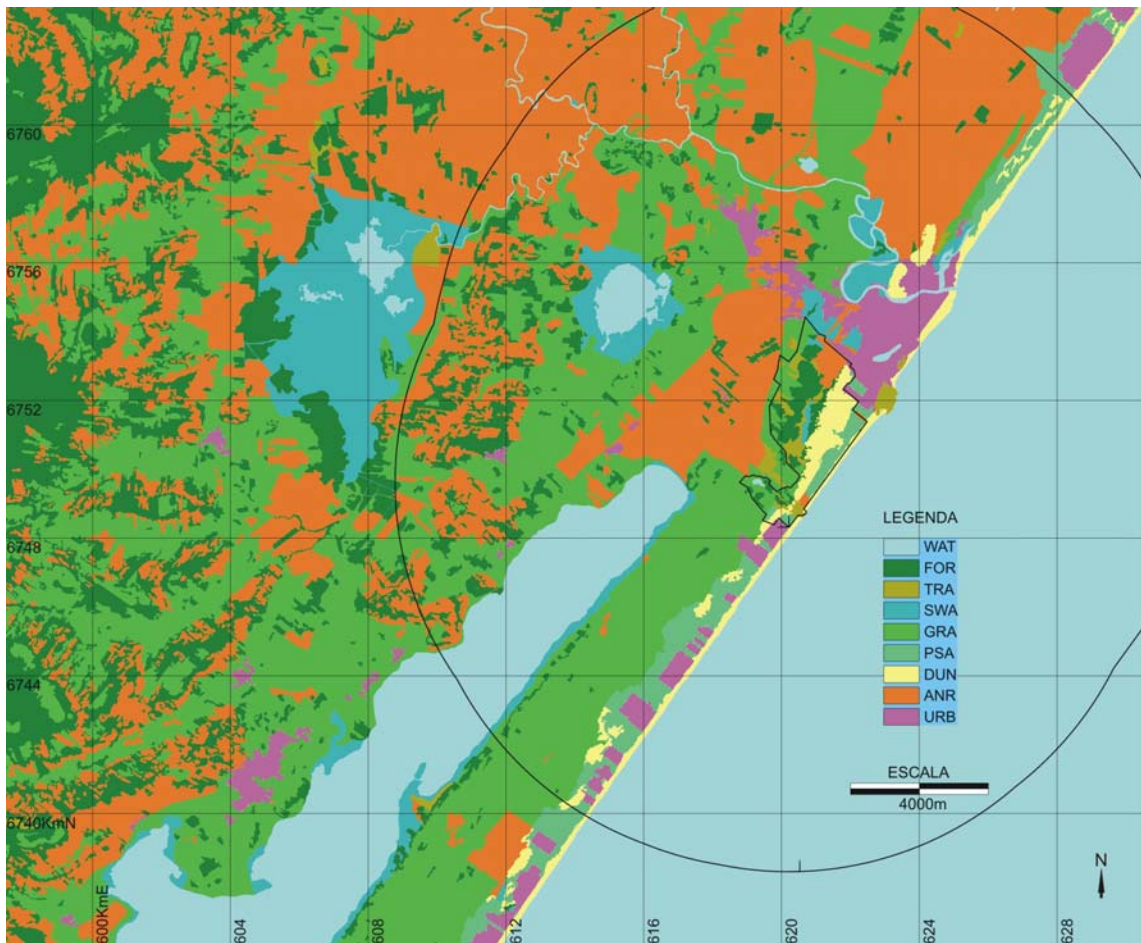 6760
6756
6752
6748
6744
6740KmN
600KmE
604
608
612
616
620
624
628
LEGENDA
WAT
FOR
TRA
SWA
GRA
PSA
DUN
ANR
URB
ESCALA
4000m
N